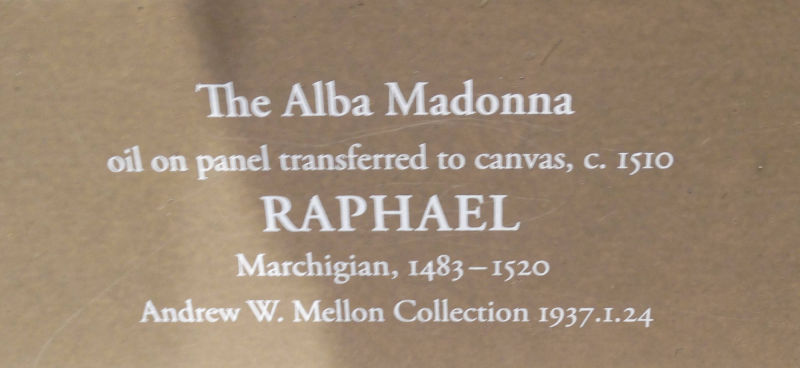 The Alba Madonna
oil on panel transferred to canvas, c. 1510
RAPHAEL
Marchigian, 1483–1520
Andrew W. Mellon Collection 1937.1.24